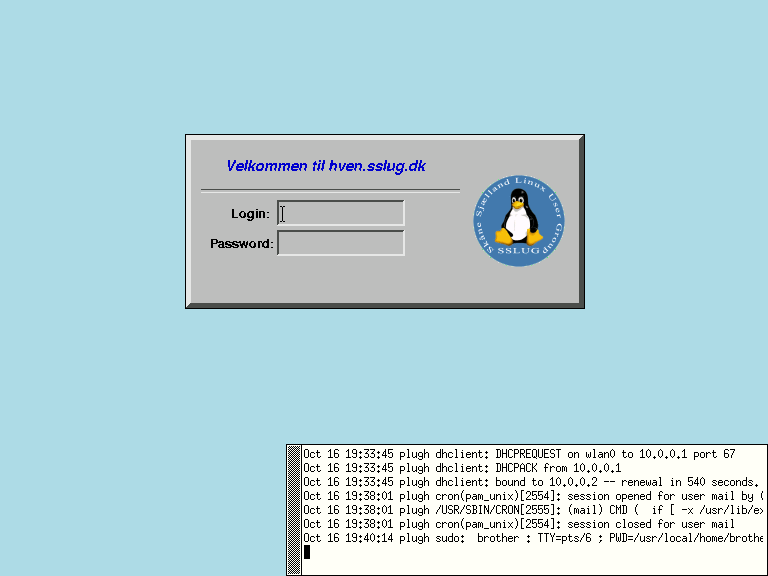 Velkommen til hven.sslug.dk
Login:
Password:
Skåne Sjælland Linux User Group
SSLUG
Oct 16 19:33:45 plugh dhclient: DHCPREQUEST on wlan0 to 10.0.0.1 port 67
Oct 16 19:33:45 plugh dhclient: DHCPACK from 10.0.0.1
Oct 16 19:33:45 plugh dhclient: bound to 10.0.0.2 -- renewal in 540 seconds.
Oct 16 19:38:01 plugh cron(pam_unix)[2554]: session opened for user mail by (
Oct 16 19:38:01 plugh /USR/SBIN/CRON[2555]: (mail) CMD (  if [ -x /usr/lib/ex
Oct 16 19:38:01 plugh cron(pam_unix)[2554]: session closed for user mail
Oct 16 19:40:14 plugh sudo:  brother : TTY=pts/6 ; PWD=/usr/local/home/brothe